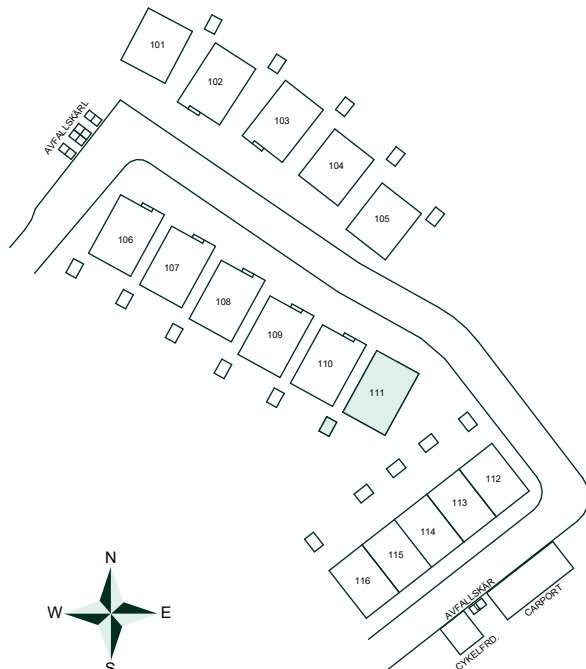 101
102
103
104
105
AVFALLSKÄRL
106
107
108
109
110
111
112
113
114
115
116
AVFALLSKÄR
CARPORT
CYKELFRD.
N
W
E
S